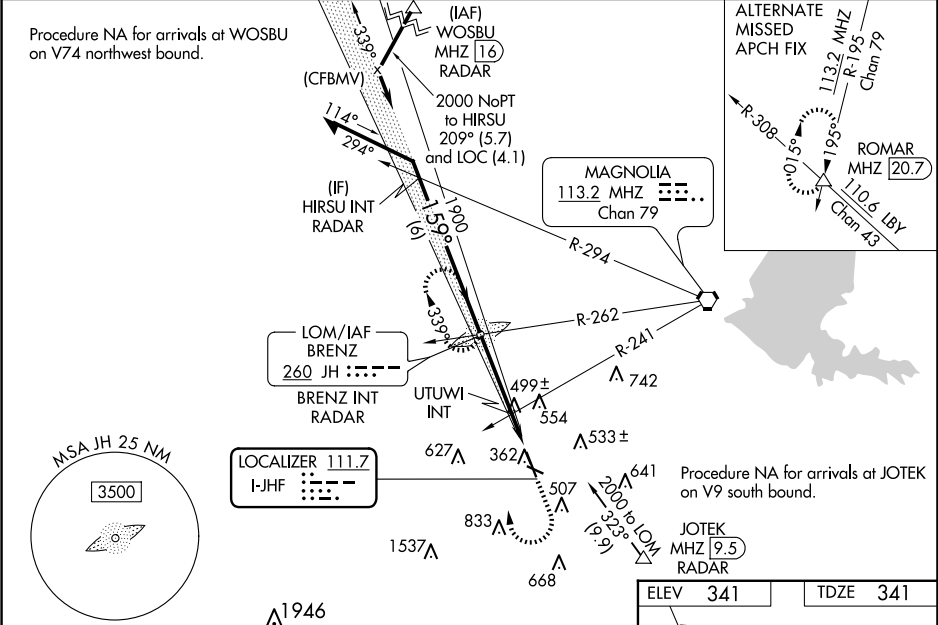 Procedure NA for arrivals at WOSBU
on V74 northwest bound.
339°
(IAF)
WOSBU
MHZ 16
RADAR
(CFBMV)
2000 NoPT
to HIRSU
209° (5.7)
and LOC (4.1)
114°
294°
(IF)
HIRSU INT
RADAR
159°
(6)
1900
MAGNOLIA
113.2 MHZ
Chan 79
R-294
R-262
R-241
ALTERNATE
MISSED
APCH FIX
113.2 MHZ
R-195
Chan 79
R-308
015°
195°
ROMAR
MHZ 20.7
110.6 LBY
Chan 43
339°
LOM/IAF
BRENZ
260 JH
BRENZ INT
RADAR
UTUWI
INT
499±
554
742
533±
627
362
641
507
833
1537
668
1946
LOCALIZER 111.7
I-JHF
MSA JH 25 NM
3500
Procedure NA for arrivals at JOTEK
on V9 south bound.
2000 to LOM
323°
(9.9)
JOTEK
MHZ 9.5
RADAR
ELEV 341
TDZE 341